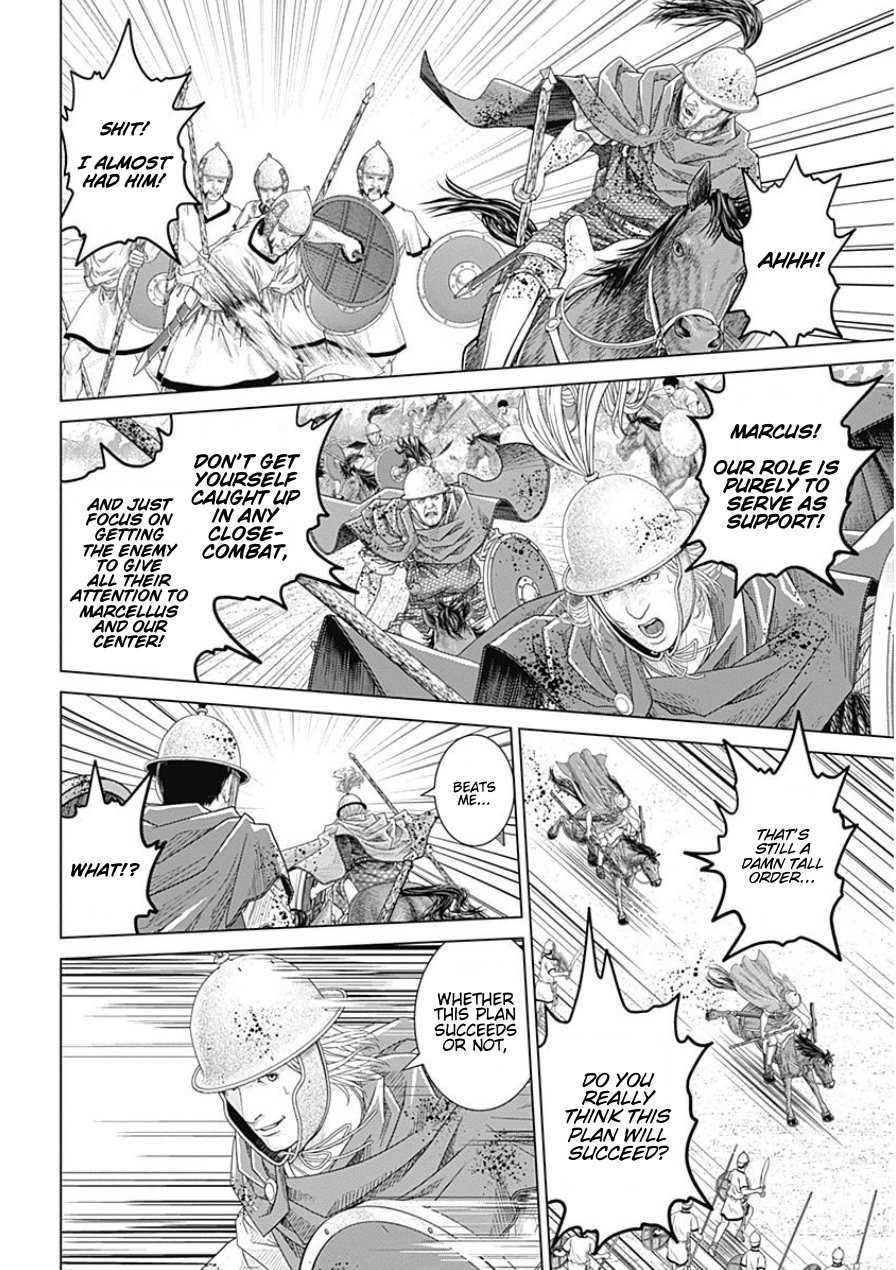 AHHH!
SHIT!
I ALMOST
HAD HIM!
MARCUS!
OUR ROLE IS
PURELY TO
SERVE AS
SUPPORT!
DON'T GET
YOURSELF
CAUGHT UP
IN ANY
CLOSE-
COMBAT,
AND JUST
FOCUS ON
GETTING
THE ENEMY
TO GIVE
ALL THEIR
ATTENTION TO
MARCELLUS
AND OUR
CENTER!
THAT'S
STILL A
DAMN TALL
ORDER...
DO YOU
REALLY
THINK THIS
PLAN WILL
SUCCEED?
BEATS
ME...
WHAT!?
WHETHER
THIS PLAN
SUCCEEDS
OR NOT,